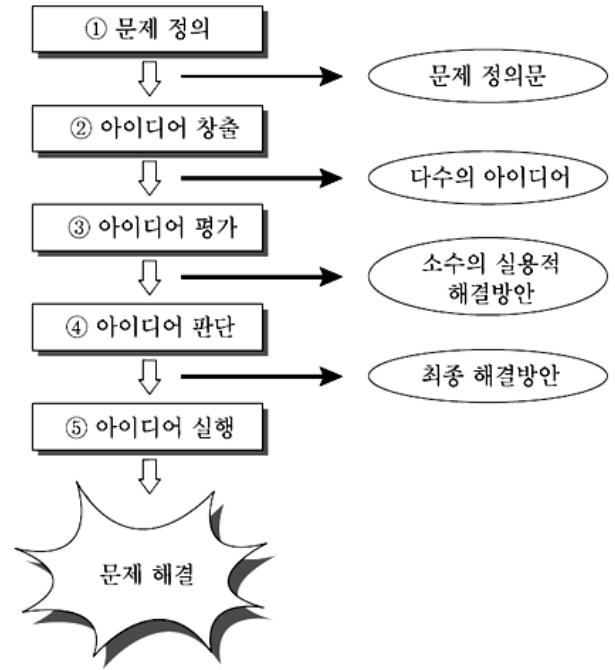 ① 문제 정의
문제 정의문
② 아이디어 창출
다수의 아이디어
③ 아이디어 평가
소수의 실용적
해결방안
④ 아이디어 판단
최종 해결방안
⑤ 아이디어 실행
문제 해결